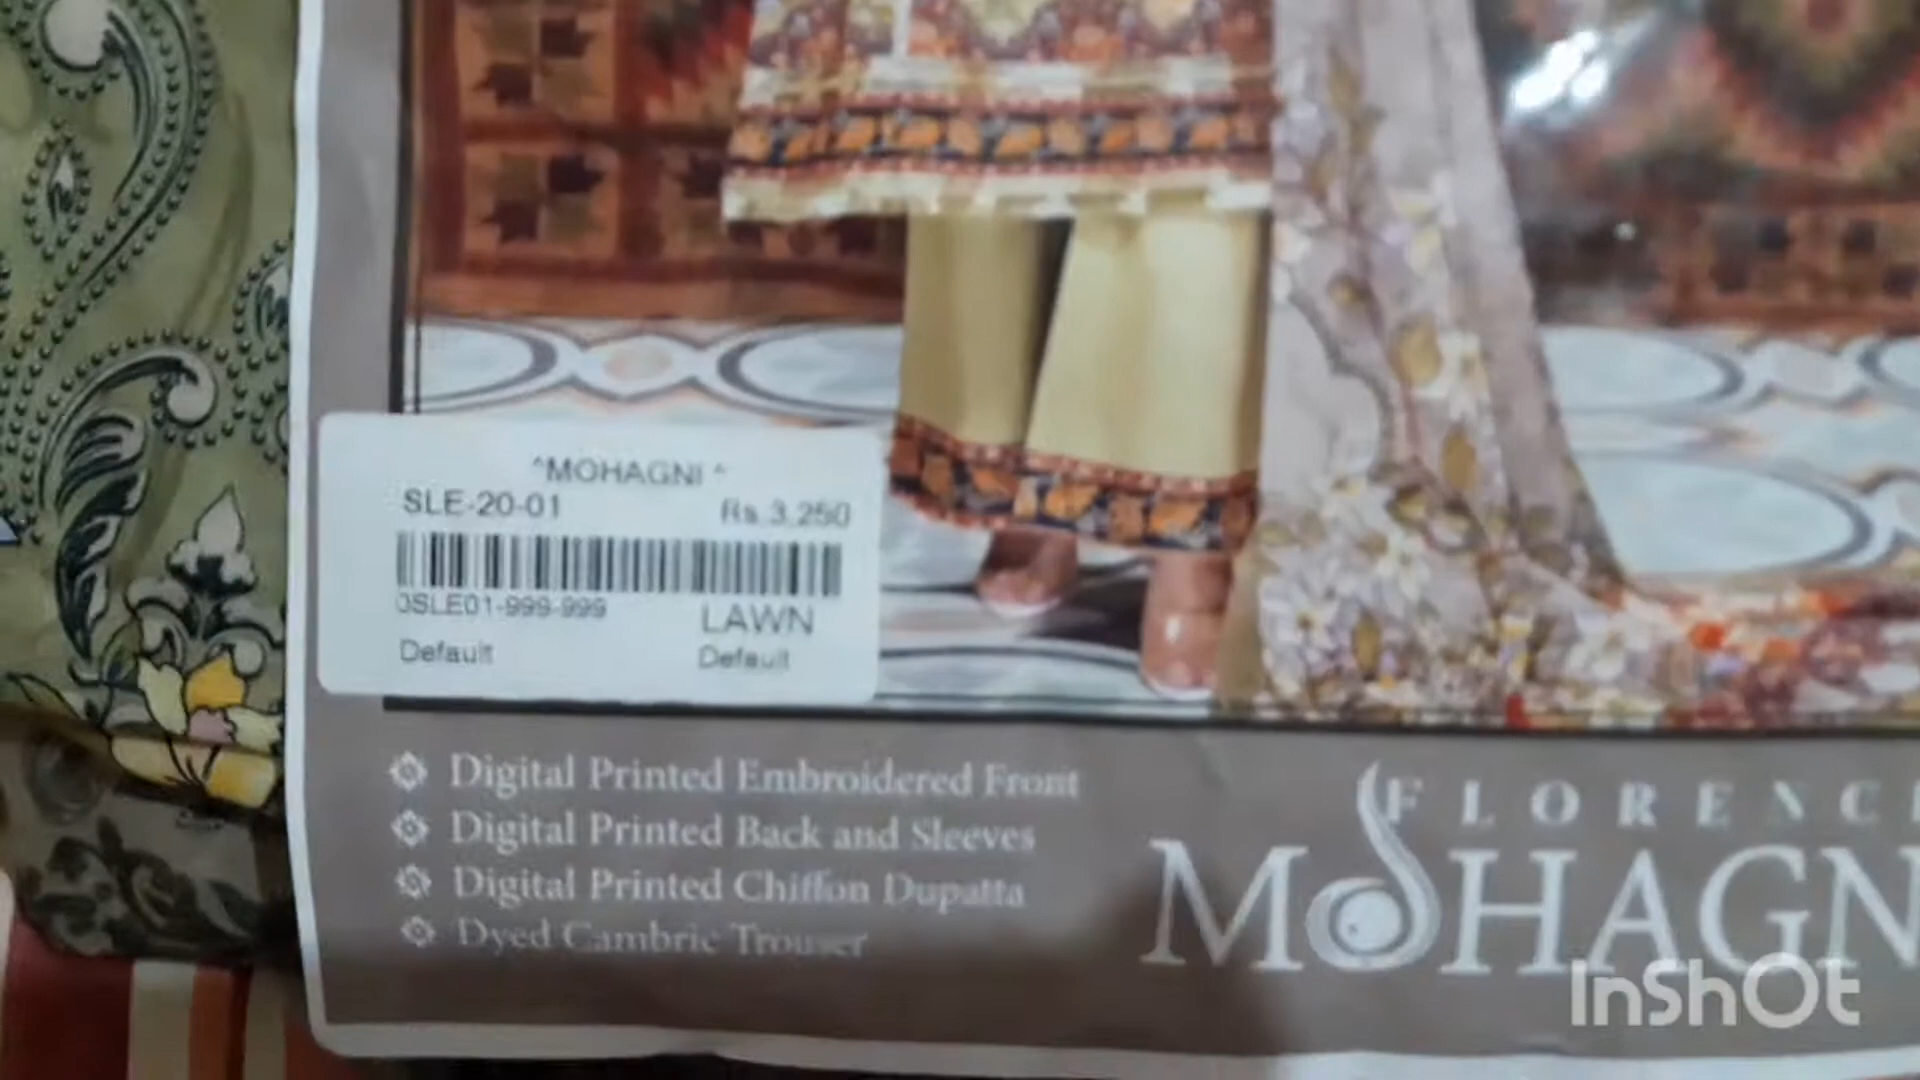 ^MOHAGNI ^
SLE-20-01 Rs.3,250
0SLE01-999-999 LAWN
Default Default
Digital Printed Embroidered Front
Digital Printed Back and Sleeves
Digital Printed Chiffon Dupatta
Dyed Cambric Trouser
FLORENC
MOHAGN
InShOt